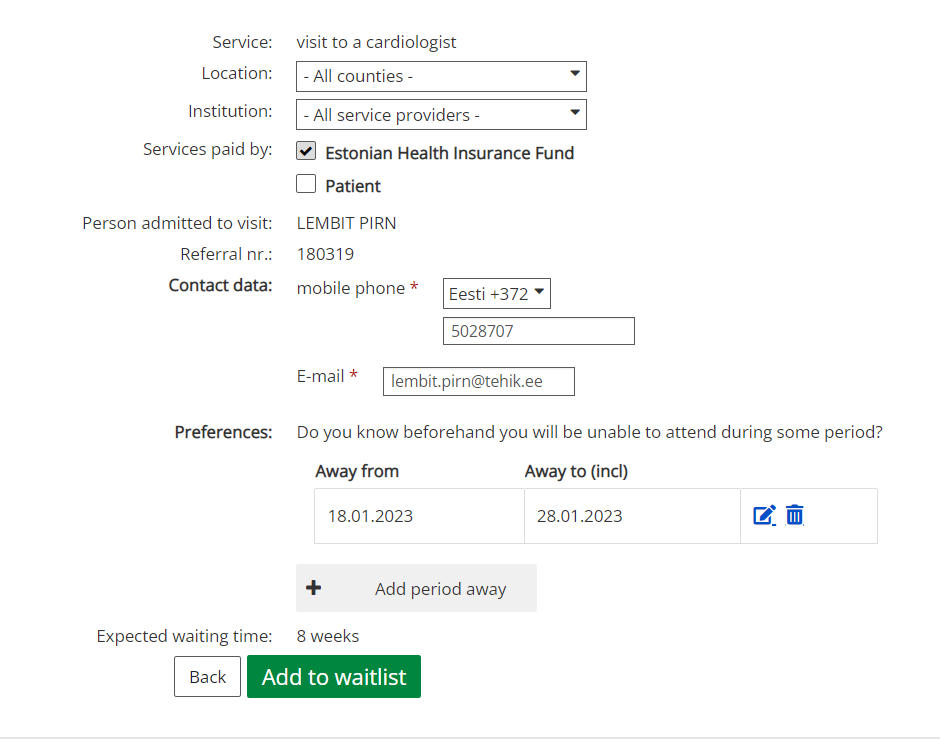 Service: visit to a cardiologist
Location: - All counties -
Institution: - All service providers -
Services paid by: Estonian Health Insurance Fund
Patient
Person admitted to visit: LEMBIT PIRN
Referral nr.: 180319
Contact data: mobile phone * Eesti +372
5028707
E-mail * lembit.pirn@tehik.ee
Preferences: Do you know beforehand you will be unable to attend during some period?
Away from Away to (incl)
18.01.2023 28.01.2023
Add period away
Expected waiting time: 8 weeks
Back Add to waitlist